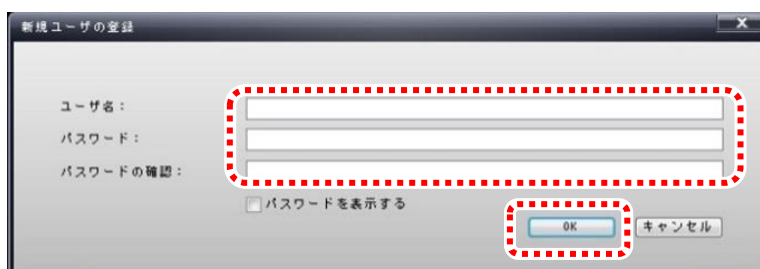 新規ユーザの登録
ユーザ名：
パスワード：
パスワードの確認：
パスワードを表示する
OK キャンセル